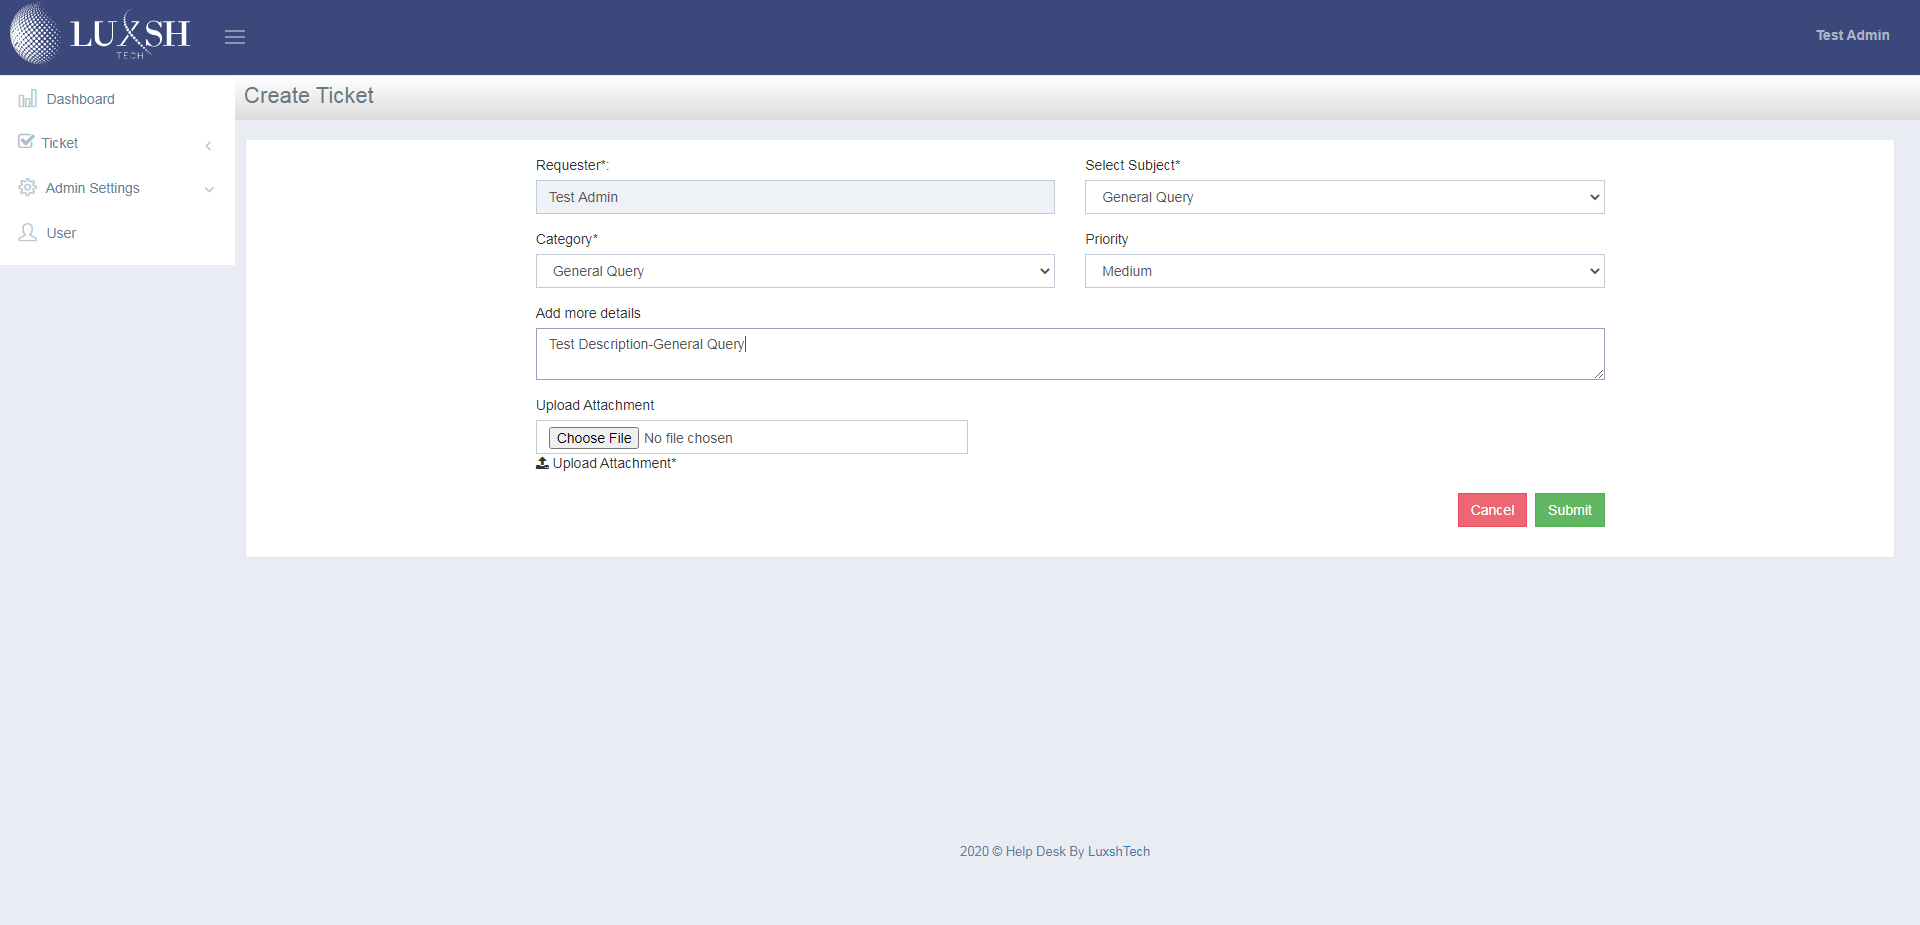 LUXSH
TECH
Test Admin
Dashboard
Ticket
Admin Settings
User
Create Ticket
Requester*:
Select Subject*
Test Admin
General Query
Category*
Priority
General Query
Medium
Add more details
Test Description-General Query
Upload Attachment
Choose File No file chosen
Upload Attachment*
Cancel Submit
2020 © Help Desk By LuxshTech